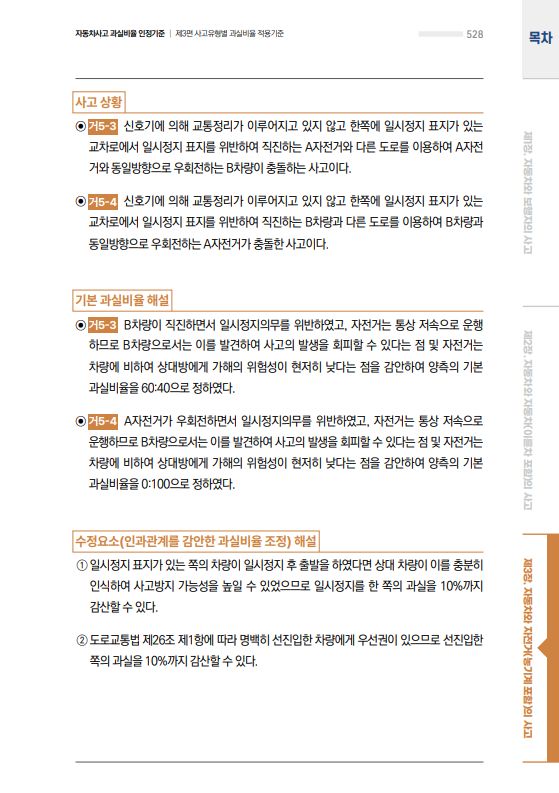 자동차사고 과실비율 인정기준 | 제3편 사고유형별 과실비율 적용기준
528
목차
사고 상황
◉ 거5-3 신호기에 의해 교통정리가 이루어지고 있지 않고 한쪽에 일시정지 표지가 있는
교차로에서 일시정지 표지를 위반하여 직진하는 A자전거와 다른 도로를 이용하여 A자전
거와 동일방향으로 우회전하는 B차량이 충돌하는 사고이다.
◉ 거5-4 신호기에 의해 교통정리가 이루어지고 있지 않고 한쪽에 일시정지 표지가 있는
교차로에서 일시정지 표지를 위반하여 직진하는 B차량과 다른 도로를 이용하여 B차량과
동일방향으로 우회전하는 A자전거가 충돌한 사고이다.
기본 과실비율 해설
◉ 거5-3 B차량이 직진하면서 일시정지의무를 위반하였고, 자전거는 통상 저속으로 운행
하므로 B차량으로서는 이를 발견하여 사고의 발생을 회피할 수 있다는 점 및 자전거는
차량에 비하여 상대방에게 가해의 위험성이 현저히 낮다는 점을 감안하여 양측의 기본
과실비율을 60:40으로 정하였다.
◉ 거5-4 A자전거가 우회전하면서 일시정지의무를 위반하였고, 자전거는 통상 저속으로
운행하므로 B차량으로서는 이를 발견하여 사고의 발생을 회피할 수 있다는 점 및 자전거는
차량에 비하여 상대방에게 가해의 위험성이 현저히 낮다는 점을 감안하여 양측의 기본
과실비율을 0:100으로 정하였다.
수정요소(인과관계를 감안한 과실비율 조정) 해설
① 일시정지 표지가 있는 쪽의 차량이 일시정지 후 출발을 하였다면 상대 차량이 이를 충분히
인식하여 사고방지 가능성을 높일 수 있었으므로 일시정지를 한 쪽의 과실을 10%까지
감산할 수 있다.
② 도로교통법 제26조 제1항에 따라 명백히 선진입한 차량에게 우선권이 있으므로 선진입한
쪽의 과실을 10%까지 감산할 수 있다.
제1장. 자동차와 보행자의 사고
제2장. 자동차와 자동차(이륜차 포함)의 사고
제3장. 자동차와 자전거(농기계 포함)의 사고